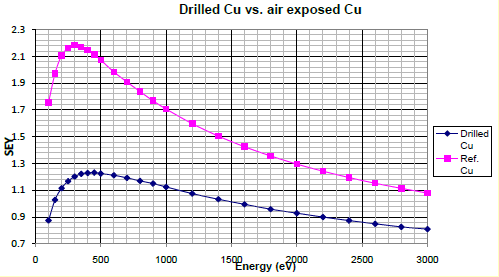 Drilled Cu vs. air exposed Cu
2.3
2.1
1.9
1.7
1.5
1.3
1.1
0.9
0.7
SEY
0
500
1000
1500
2000
2500
3000
Energy (eV)
Drilled
Cu
Ref.
Cu